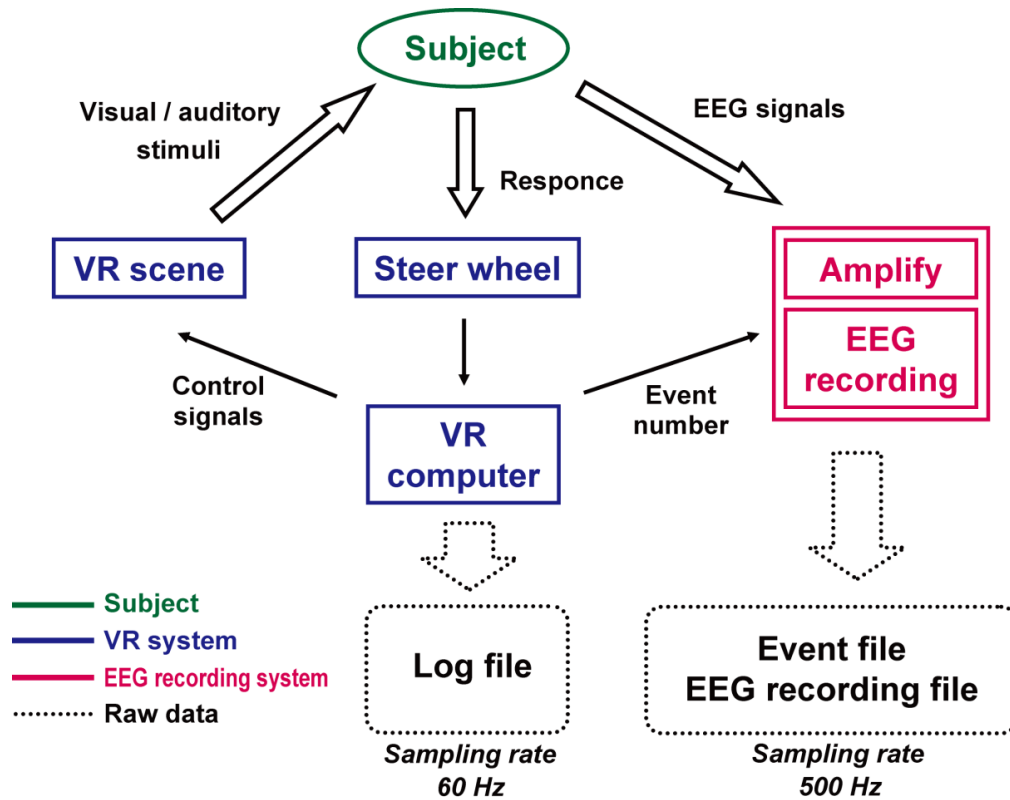 Subject
Visual / auditory
stimuli
EEG signals
Responce
VR scene
Steer wheel
Amplify
EEG
recording
Control
signals
Event
number
VR
computer
Subject
VR system
EEG recording system
Raw data
Log file
Event file
EEG recording file
Sampling rate
60 Hz
Sampling rate
500 Hz